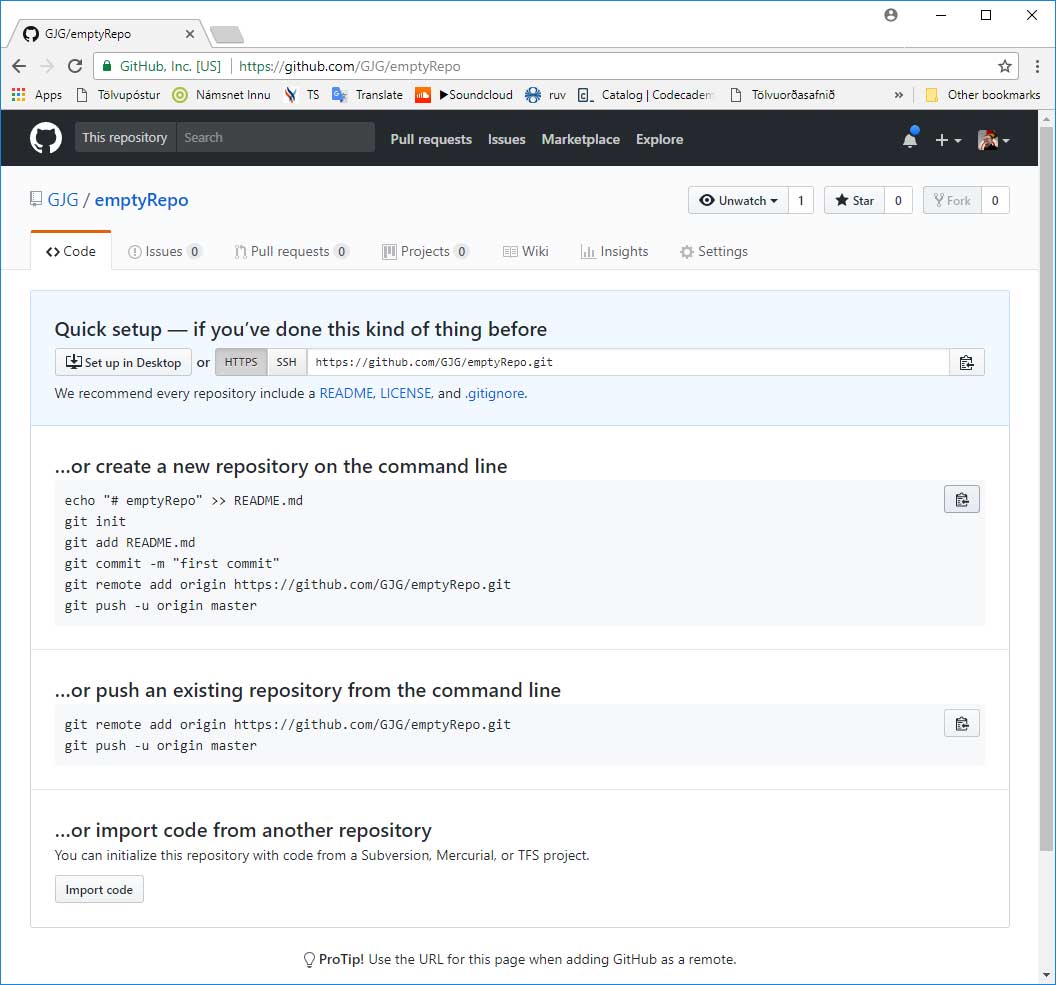 GJG/emptyRepo
GitHub, Inc. [US] https://github.com/GJG/emptyRepo
Apps Tölvupóstur Námsnet Innu TS Translate ▶Soundcloud ruv Catalog | Codecadem Tölvuorðasafnið » Other bookmarks
This repository Search Pull requests Issues Marketplace Explore
GJG / emptyRepo Unwatch 1 Star 0 Fork 0
Code Issues 0 Pull requests 0 Projects 0 Wiki Insights Settings
Quick setup — if you’ve done this kind of thing before
Set up in Desktop or HTTPS SSH https://github.com/GJG/emptyRepo.git
We recommend every repository include a README, LICENSE, and .gitignore.
…or create a new repository on the command line
echo "# emptyRepo" >> README.md
git init
git add README.md
git commit -m "first commit"
git remote add origin https://github.com/GJG/emptyRepo.git
git push -u origin master
…or push an existing repository from the command line
git remote add origin https://github.com/GJG/emptyRepo.git
git push -u origin master
…or import code from another repository
You can initialize this repository with code from a Subversion, Mercurial, or TFS project.
Import code
ProTip! Use the URL for this page when adding GitHub as a remote.